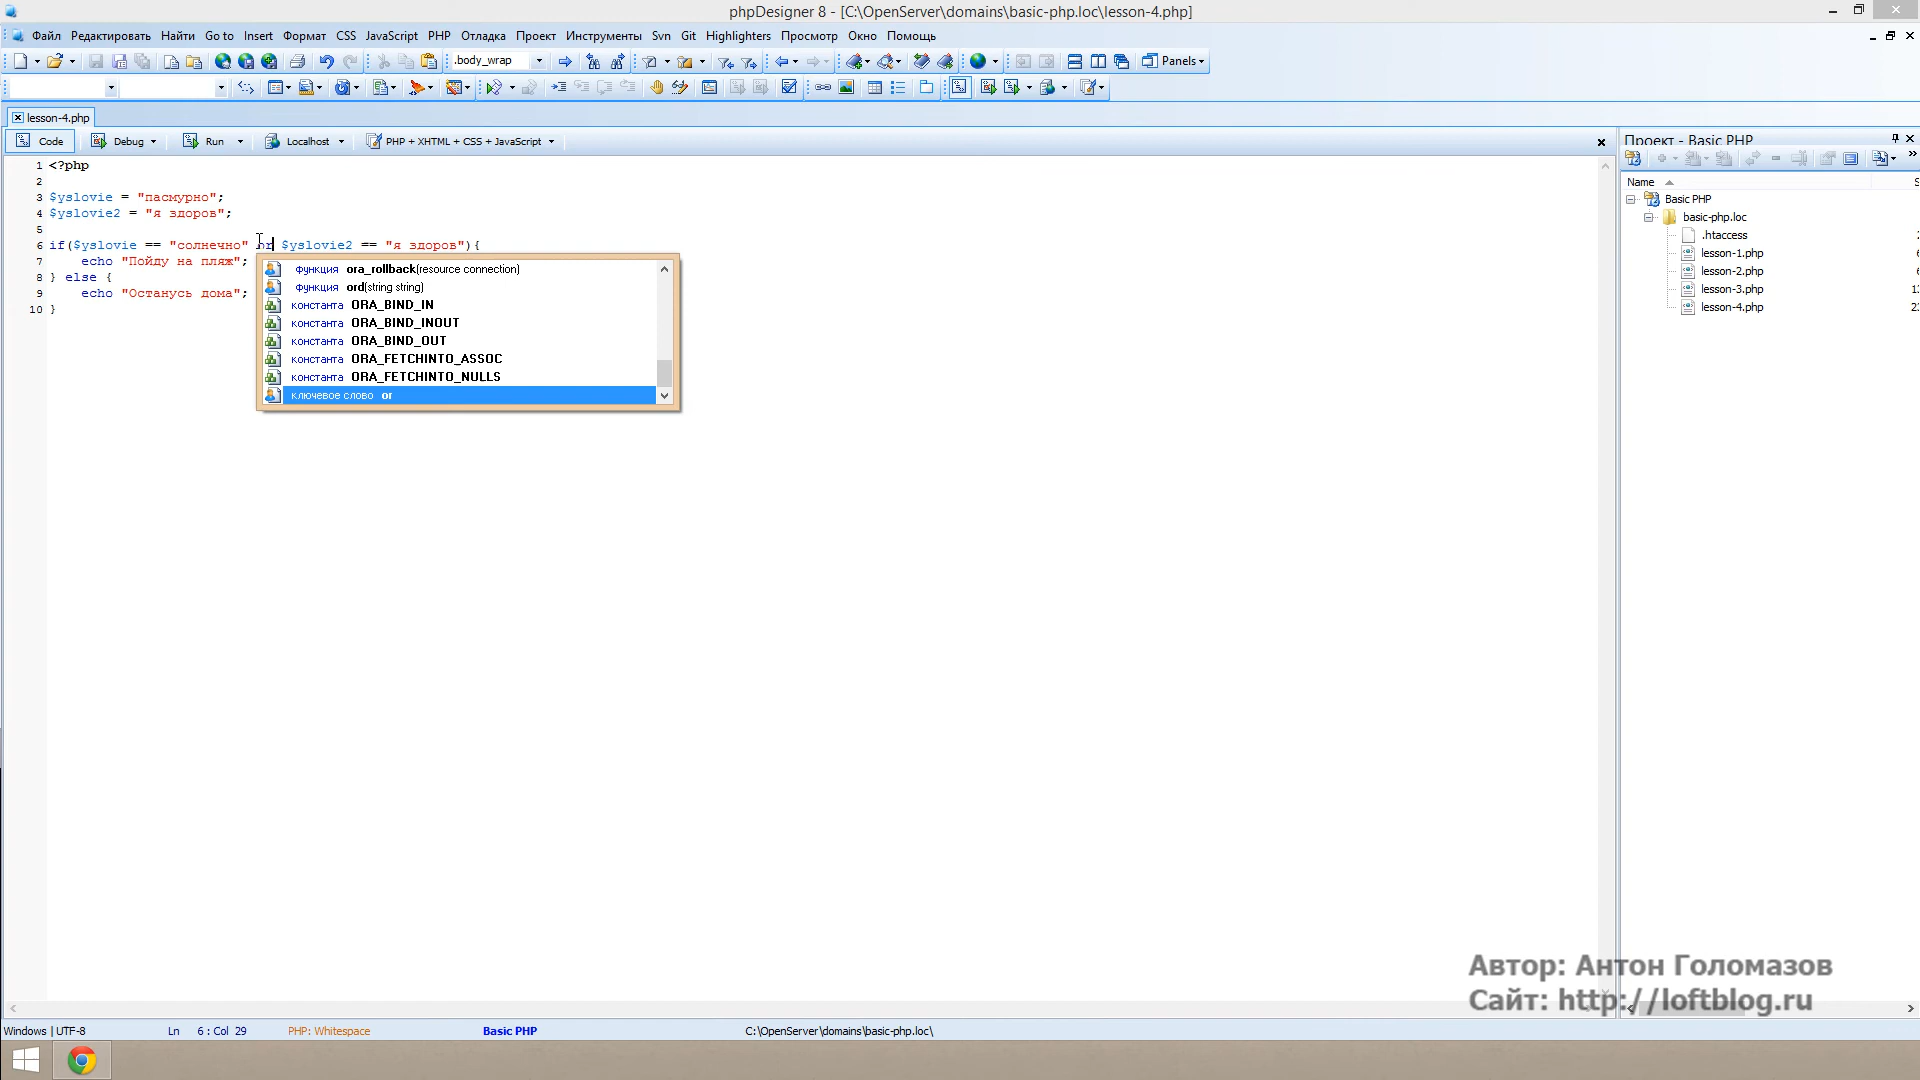 phpDesigner 8 - [C:\OpenServer\domains\basic-php.loc\lesson-4.php]
Файл Редактировать Найти Go to Insert Формат CSS JavaScript PHP Отладка Проект Инструменты Svn Git Highlighters Просмотр Окно Помощь
.body_wrap Panels
lesson-4.php
Code Debug Run Localhost PHP + XHTML + CSS + JavaScript
Проект - Basic PHP
Name
Basic PHP
basic-php.loc
.htaccess
lesson-1.php
lesson-2.php
lesson-3.php
lesson-4.php
1 <?php
2
3 $yslovie = "пасмурно";
4 $yslovie2 = "я здоров";
5
6 if($yslovie == "солнечно" or $yslovie2 == "я здоров"){
7 echo "Пойду на пляж";
8 } else {
9 echo "Останусь дома";
10 }
функция ora_rollback(resource connection)
функция ord(string string)
константа ORA_BIND_IN
константа ORA_BIND_INOUT
константа ORA_BIND_OUT
константа ORA_FETCHINTO_ASSOC
константа ORA_FETCHINTO_NULLS
ключевое слово or
Автор: Антон Голомазов
Сайт: http://loftblog.ru
Windows | UTF-8 Ln 6 : Col 29 PHP: Whitespace Basic PHP C:\OpenServer\domains\basic-php.loc\